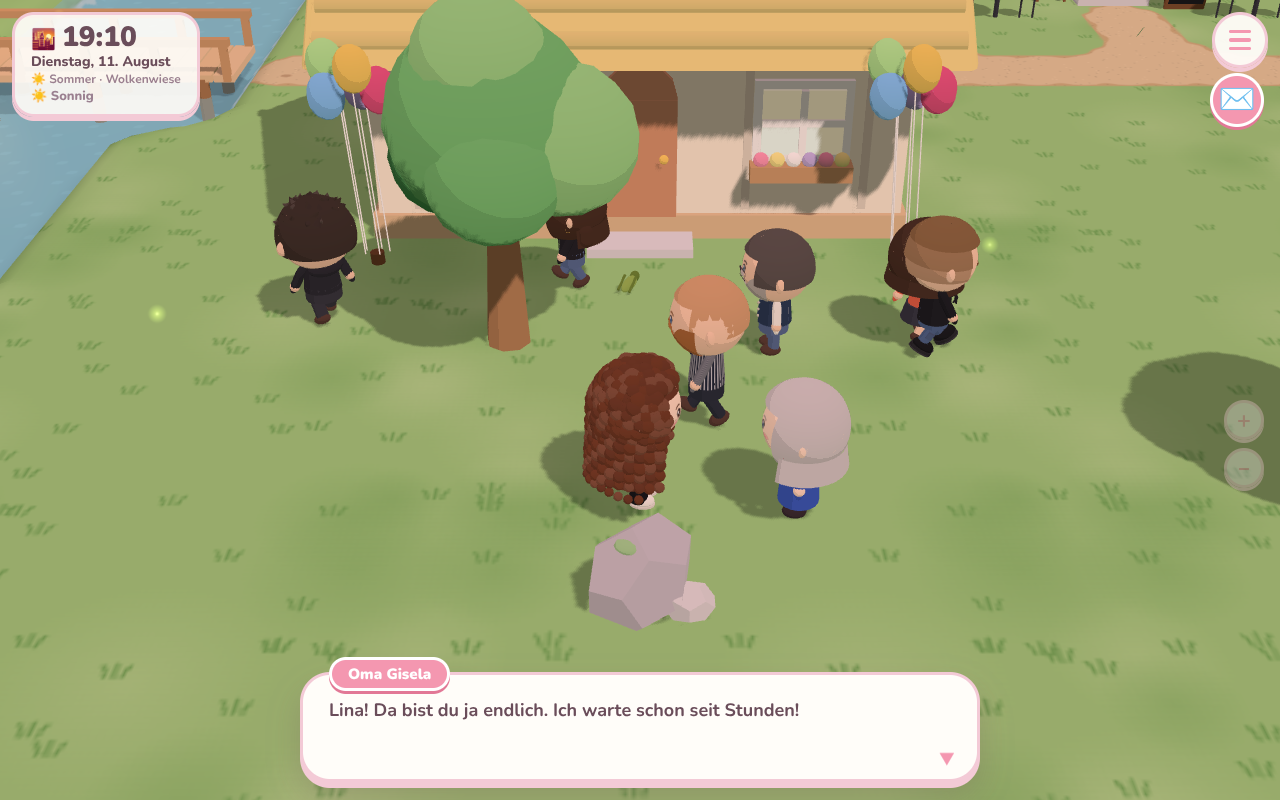 19:10
Dienstag, 11. August
Sommer · Wolkenwiese
Sonnig
Oma Gisela
Lina! Da bist du ja endlich. Ich warte schon seit Stunden!
+
−